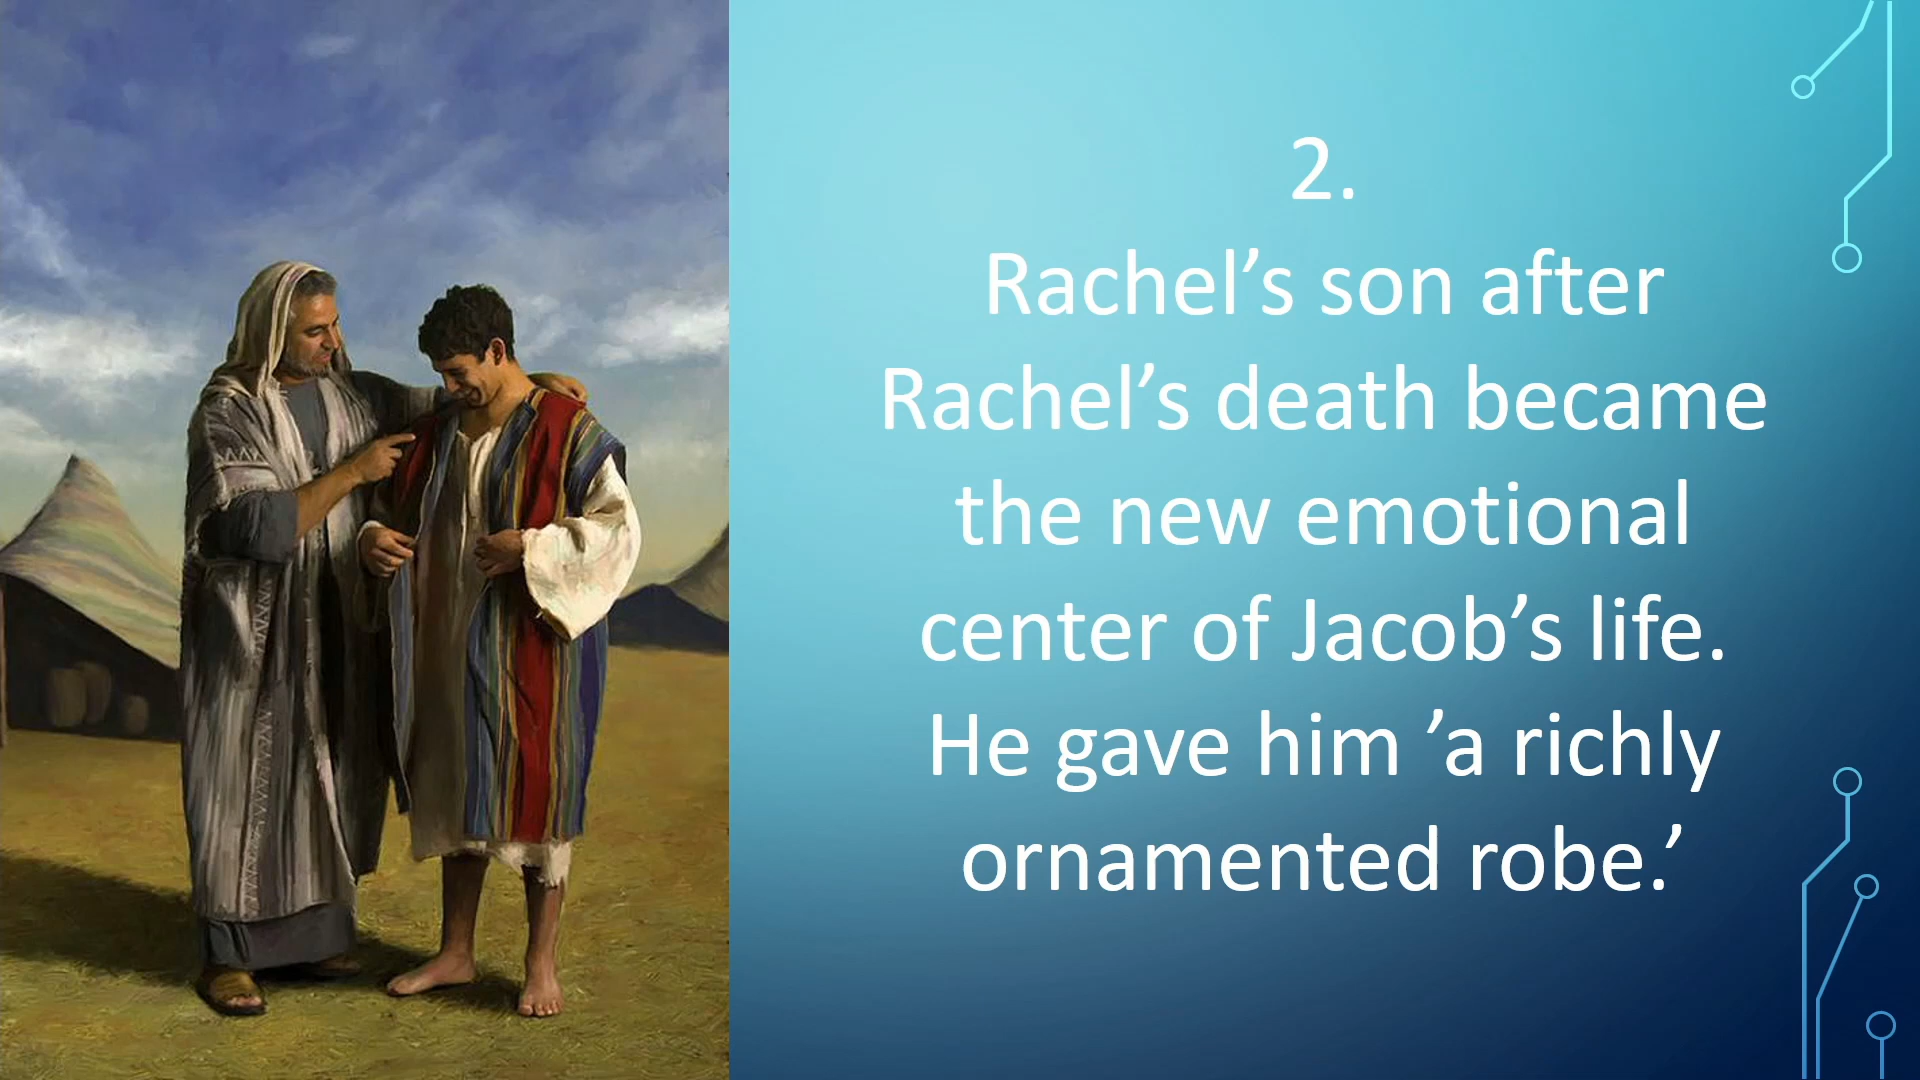 2.
Rachel’s son after
Rachel’s death became
the new emotional
center of Jacob’s life.
He gave him ’a richly
ornamented robe.’